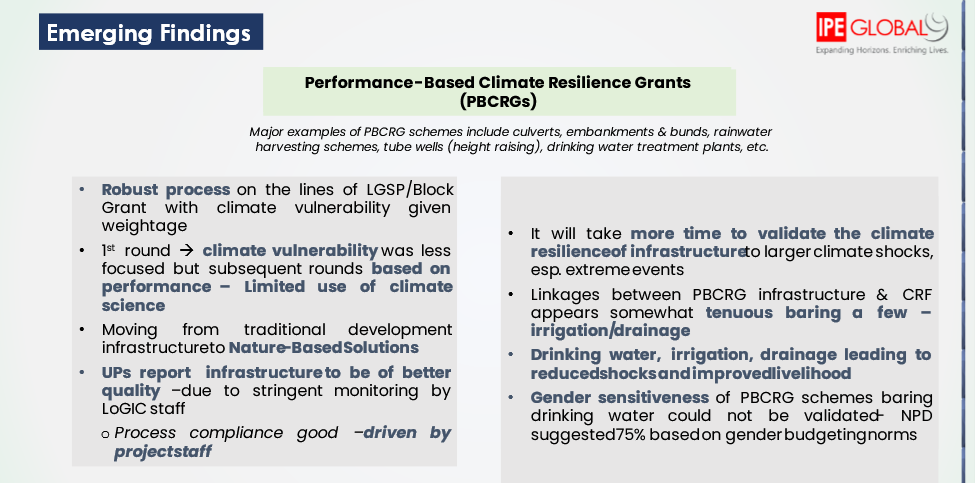 Emerging Findings
IPE GLOBAL
Expanding Horizons. Enriching Lives.
Performance-Based Climate Resilience Grants
(PBCRGs)
Major examples of PBCRG schemes include culverts, embankments & bunds, rainwater
harvesting schemes, tube wells (height raising), drinking water treatment plants, etc.
• Robust process on the lines of LGSP/Block
Grant with climate vulnerability given
weightage
• 1st round → climate vulnerability was less
focused but subsequent rounds based on
performance – Limited use of climate
science
• Moving from traditional development
infrastructureto Nature-BasedSolutions
• UPs report infrastructure to be of better
quality –due to stringent monitoring by
LoGIC staff
o Process compliance good –driven by
projectstaff
• It will take more time to validate the climate
resilienceof infrastructureto larger climate shocks,
esp. extreme events
• Linkages between PBCRG infrastructure & CRF
appears somewhat tenuous baring a few –
irrigation/drainage
• Drinking water, irrigation, drainage leading to
reducedshocksandimprovedlivelihood
• Gender sensitiveness of PBCRG schemes baring
drinking water could not be validated– NPD
suggested75% basedon genderbudgetingnorms